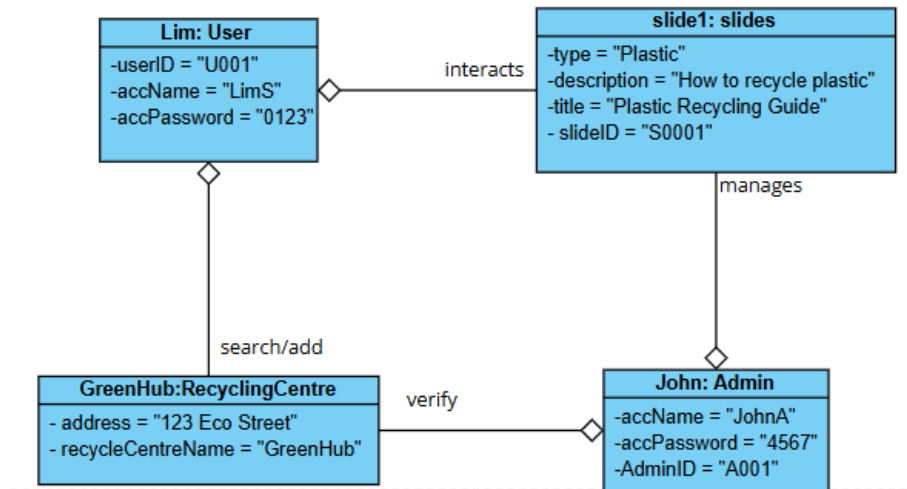 Lim: User
-userID = "U001"
-accName = "LimS"
-accPassword = "0123"
interacts
slide1: slides
-type = "Plastic"
-description = "How to recycle plastic"
-title = "Plastic Recycling Guide"
- slideID = "S0001"
manages
search/add
GreenHub:RecyclingCentre
- address = "123 Eco Street"
- recycleCentreName = "GreenHub"
verify
John: Admin
-accName = "JohnA"
-accPassword = "4567"
-AdminID = "A001"